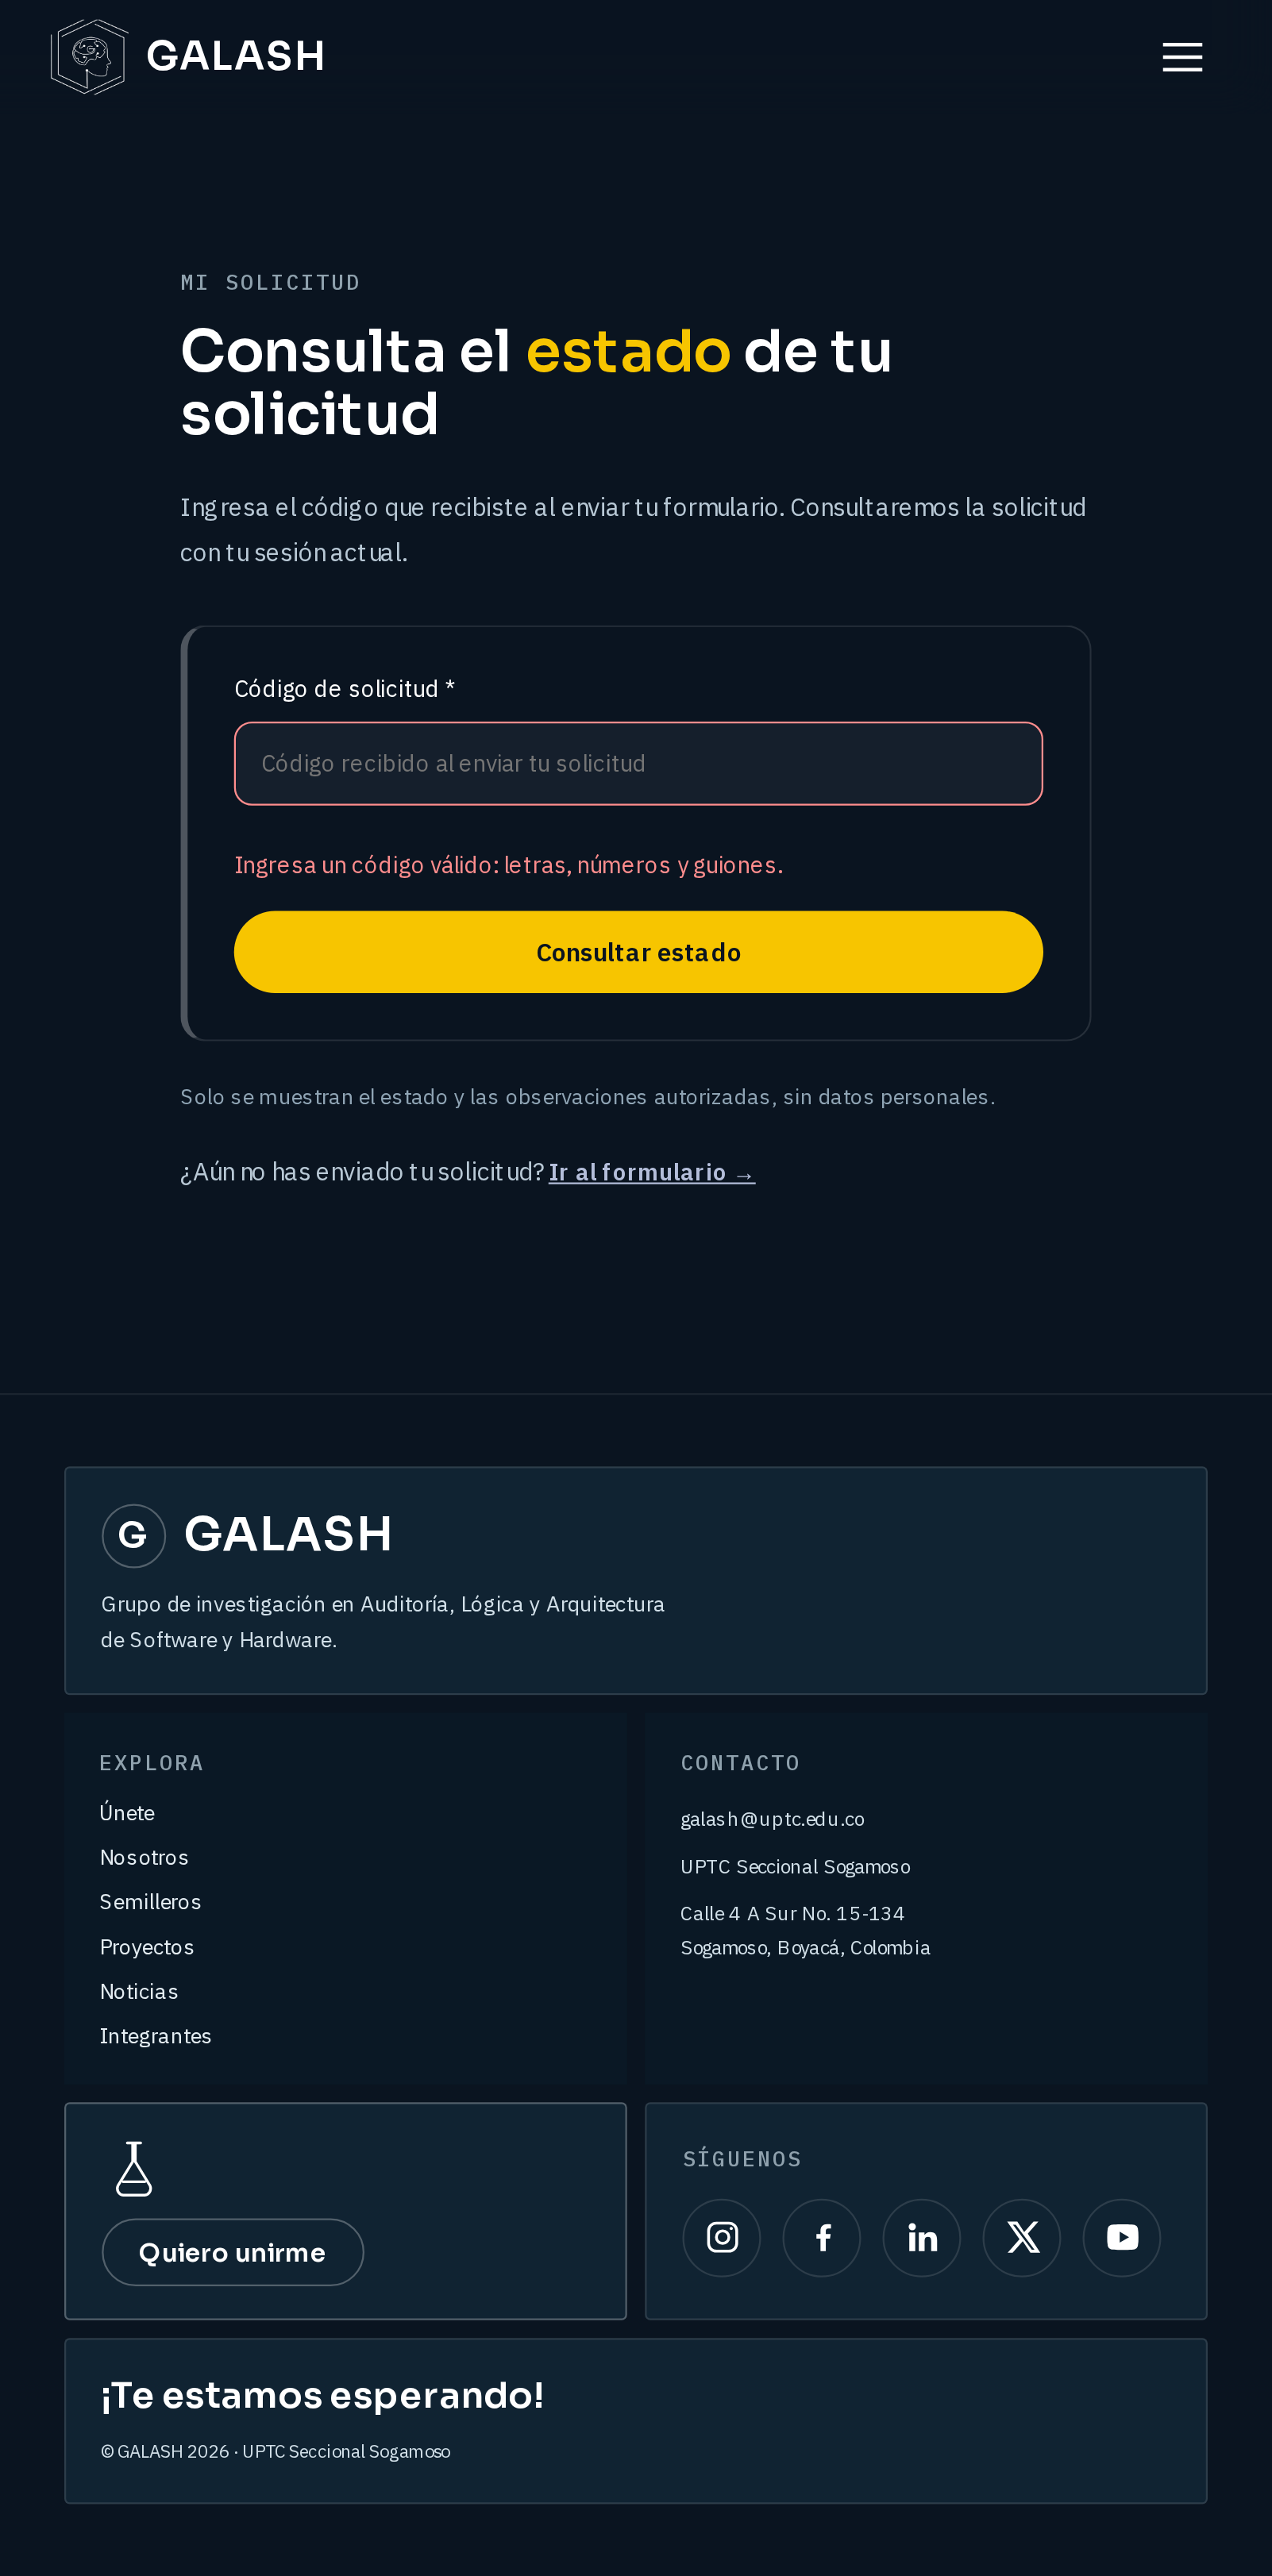 GALASH
MI SOLICITUD
Consulta el estado de tu
solicitud
Ingresa el código que recibiste al enviar tu formulario. Consultaremos la solicitud
con tu sesión actual.
Código de solicitud *
Código recibido al enviar tu solicitud
Ingresa un código válido: letras, números y guiones.
Consultar estado
Solo se muestran el estado y las observaciones autorizadas, sin datos personales.
¿Aún no has enviado tu solicitud? Ir al formulario →
G GALASH
Grupo de investigación en Auditoría, Lógica y Arquitectura
de Software y Hardware.
EXPLORA
Únete
Nosotros
Semilleros
Proyectos
Noticias
Integrantes
CONTACTO
galash@uptc.edu.co
UPTC Seccional Sogamoso
Calle 4 A Sur No. 15-134
Sogamoso, Boyacá, Colombia
Quiero unirme
SÍGUENOS
¡Te estamos esperando!
© GALASH 2026 · UPTC Seccional Sogamoso